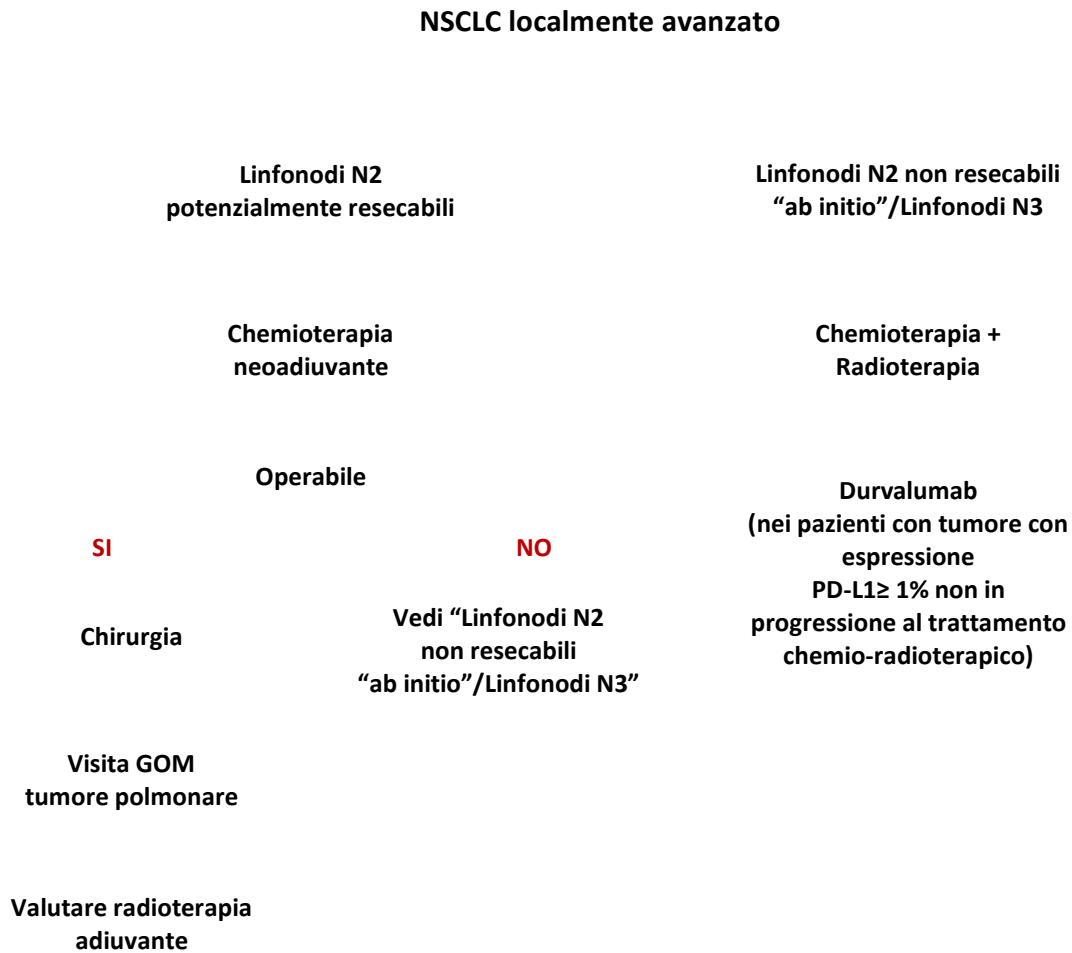 NSCLC localmente avanzato
Linfonodi N2
potenzialmente resecabili
Linfonodi N2 non resecabili
“ab initio”/Linfonodi N3
Chemioterapia
neoadiuvante
Chemioterapia +
Radioterapia
Operabile
SI
NO
Chirurgia
Vedi “Linfonodi N2
non resecabili
“ab initio”/Linfonodi N3”
Durvalumab
(nei pazienti con tumore con
espressione
PD-L1≥ 1% non in
progressione al trattamento
chemio-radioterapico)
Visita GOM
tumore polmonare
Valutare radioterapia
adiuvante